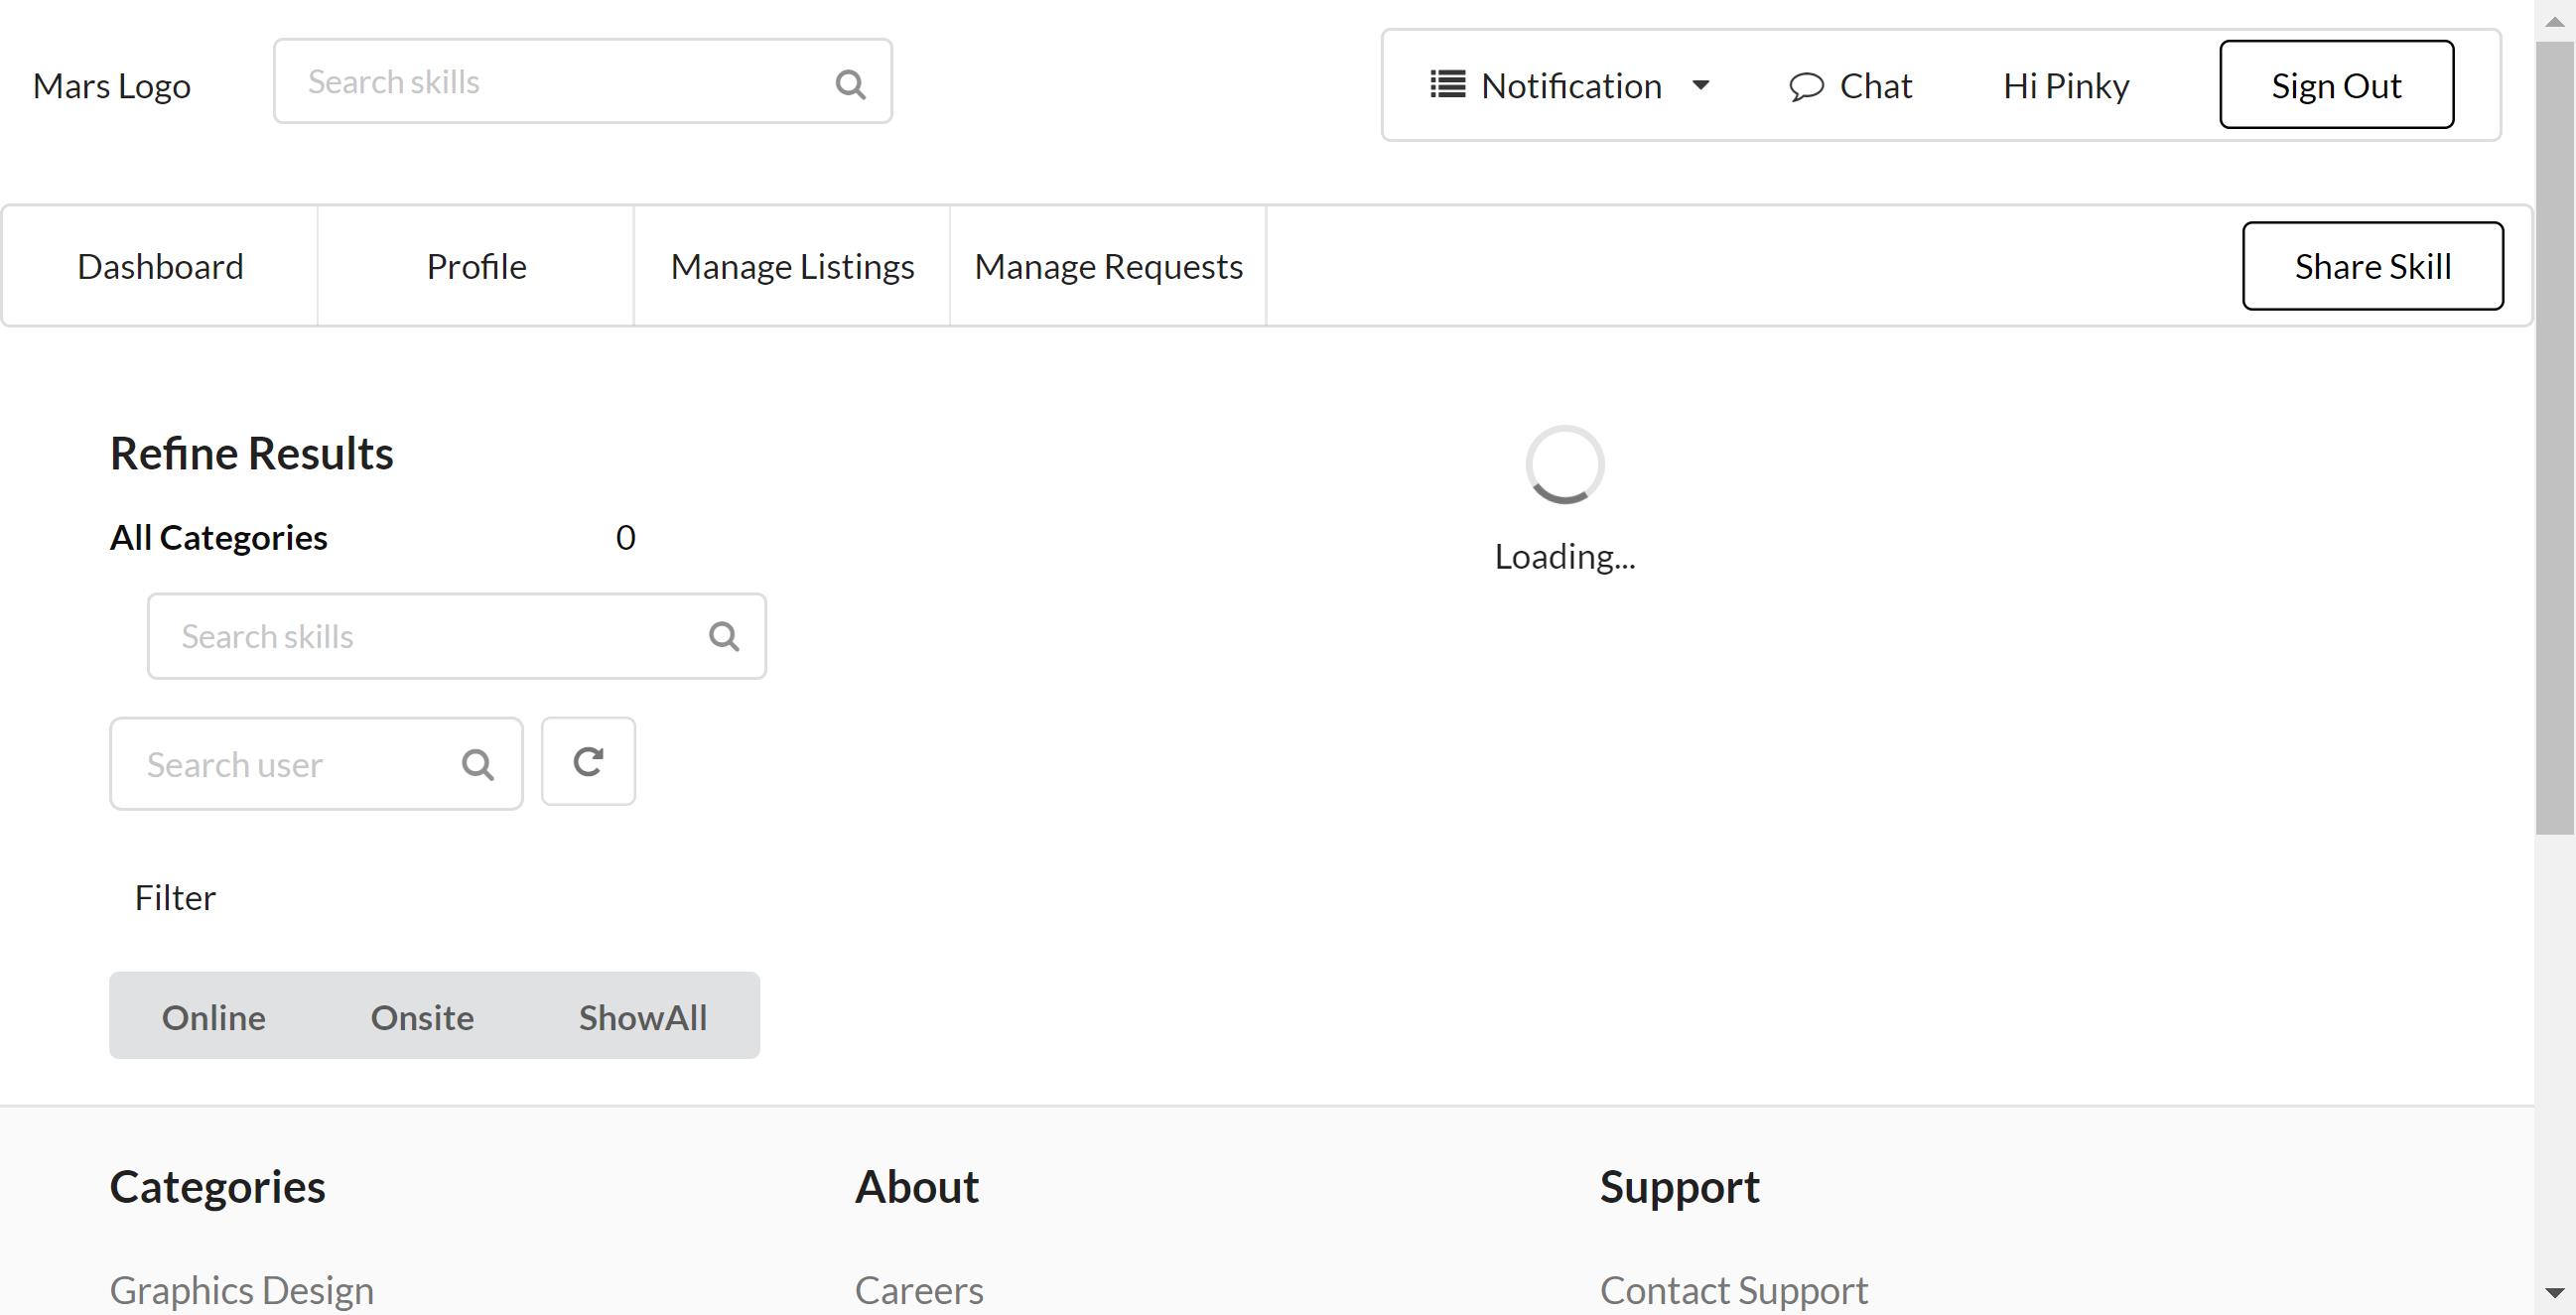 Mars Logo
Search skills
Notification
Chat
Hi Pinky
Sign Out
Dashboard
Profile
Manage Listings
Manage Requests
Share Skill
Refine Results
All Categories 0
Search skills
Search user
Filter
Online Onsite ShowAll
Loading...
Categories
About
Support
Graphics Design
Careers
Contact Support